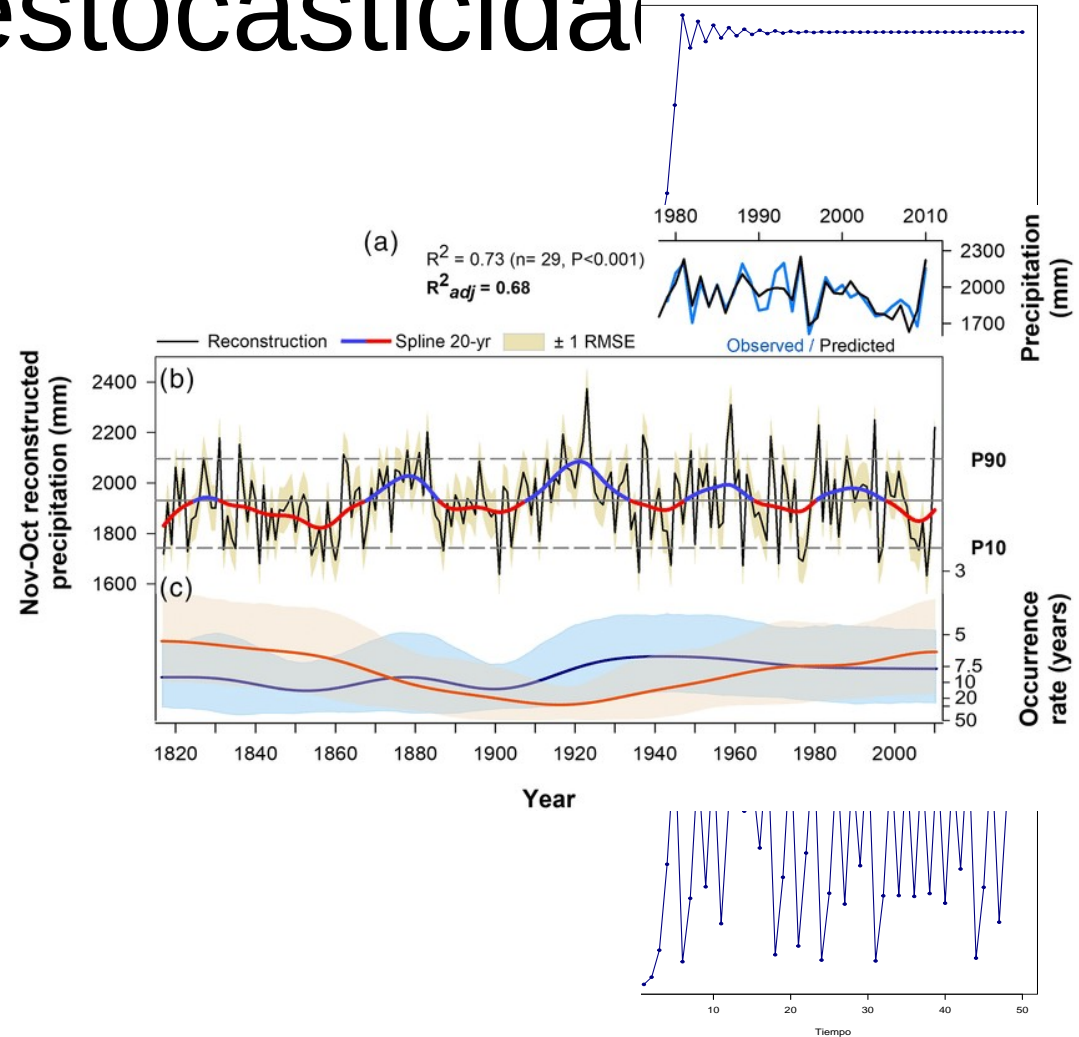 estocasticida
1980 1990 2000 2010
(a)
R2 = 0.73 (n= 29, P<0.001)
R2adj = 0.68
2300
2000
1700
Precipitation
(mm)
Observed / Predicted
Reconstruction Spline 20-yr ± 1 RMSE
(b)
Nov-Oct reconstructed
precipitation (mm)
2400
2200
2000
1800
1600
P90
P10
(c)
3
5
7.5
10
20
50
Occurrence
rate (years)
1820 1840 1860 1880 1900 1920 1940 1960 1980 2000
Year
10 20 30 40 50
Tiempo